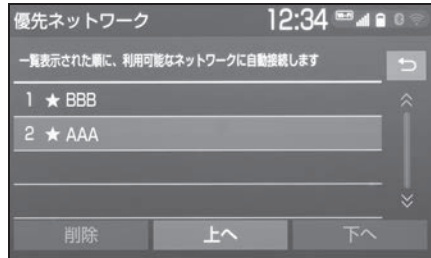 優先ネットワーク 12:34
一覧表示された順に、利用可能なネットワークに自動接続します
1 ★ BBB
2 ★ AAA
削除 上へ 下へ